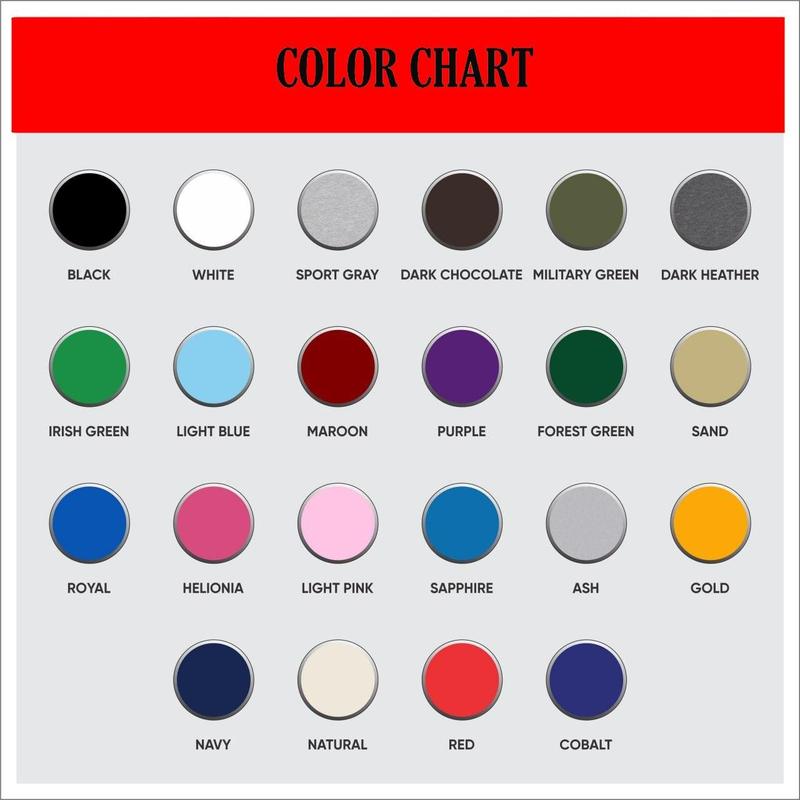 COLOR CHART
BLACK WHITE SPORT GRAY DARK CHOCOLATE MILITARY GREEN DARK HEATHER
IRISH GREEN LIGHT BLUE MAROON PURPLE FOREST GREEN SAND
ROYAL HELIONIA LIGHT PINK SAPPHIRE ASH GOLD
NAVY NATURAL RED COBALT